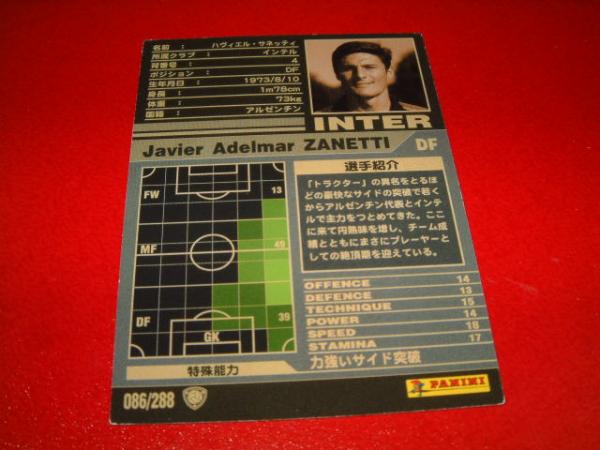 名前 : ハヴィエル・サネッティ
所属クラブ : インテル
背番号 : 4
ポジション : DF
生年月日 : 1973/8/10
身長 : 1m78cm
体重 : 73kg
国籍 : アルゼンチン
INTER
Javier Adelmar ZANETTI DF
FW 13
MF 49
DF 39
GK
選手紹介
「トラクター」の異名をとるほ
どの豪快なサイドの突破で若く
からアルゼンチン代表とインテ
ルで主力をつとめてきた。ここ
に来て円熟味を増し、チーム成
績とともにまさにプレーヤーと
しての絶頂期を迎えている。
OFFENCE 14
DEFENCE 13
TECHNIQUE 15
POWER 14
SPEED 18
STAMINA 17
特殊能力 力強いサイド突破
086/288
PANINI